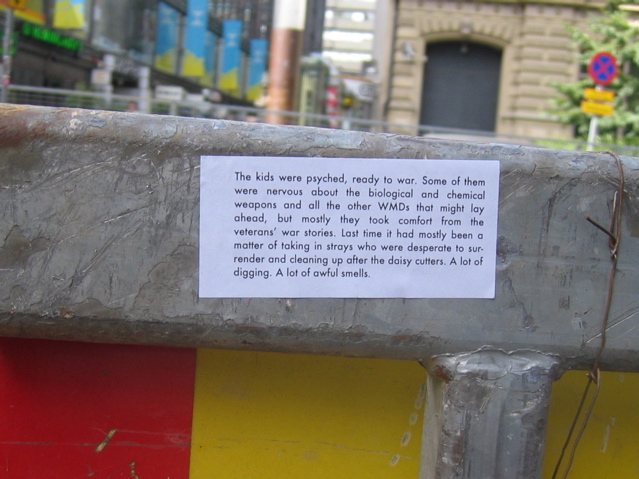 The kids were psyched, ready to war. Some of them
were nervous about the biological and chemical
weapons and all the other WMDs that might lay
ahead, but mostly they took comfort from the
veterans' war stories. Last time it had mostly been a
matter of taking in strays who were desperate to sur-
render and cleaning up after the daisy cutters. A lot of
digging. A lot of awful smells.